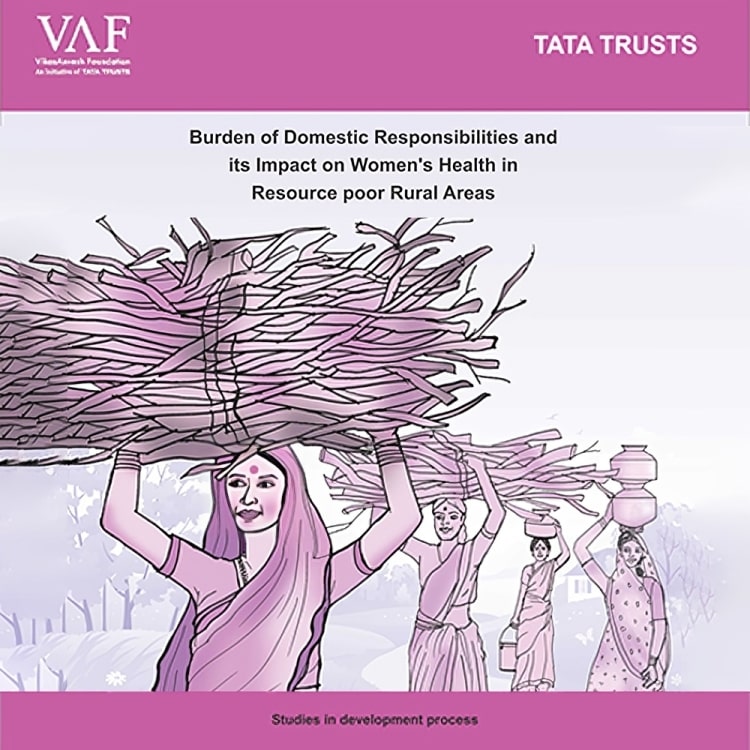 VAF
VikasAnvesh Foundation
An Initiative of TATA TRUSTS
TATA TRUSTS
Burden of Domestic Responsibilities and
its Impact on Women's Health in
Resource poor Rural Areas
Studies in development process